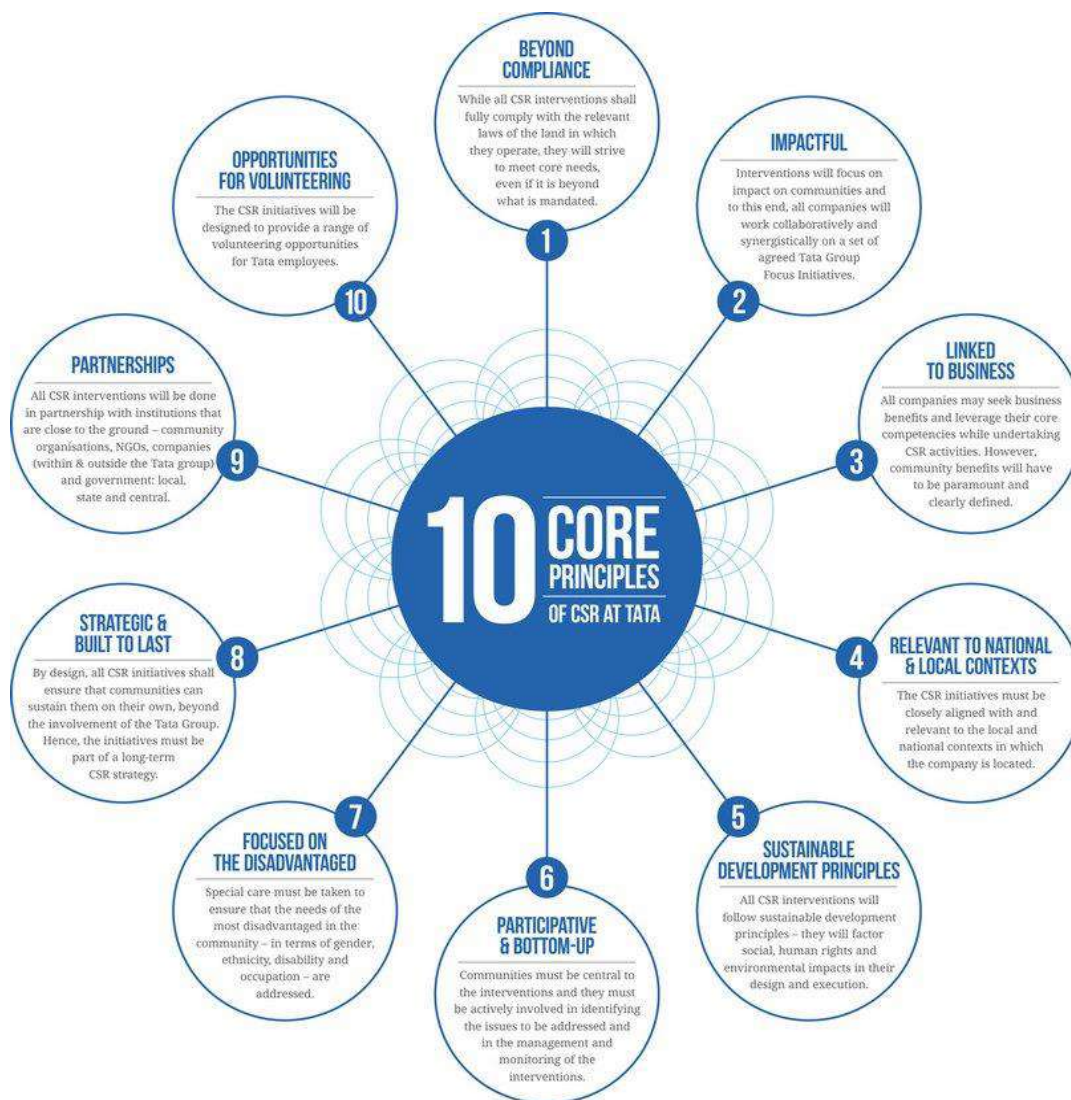 10 CORE
PRINCIPLES
OF CSR AT TATA
BEYOND
COMPLIANCE
While all CSR interventions shall
fully comply with the relevant
laws of the land in which
they operate, they will strive
to meet core needs,
even if it is beyond
what is mandated.
1
IMPACTFUL
Interventions will focus on
impact on communities and
to this end, all companies will
work collaboratively and
synergistically on a set of
agreed Tata Group
Focus Initiatives.
2
LINKED
TO BUSINESS
All companies may seek business
benefits and leverage their core
competencies while undertaking
CSR activities. However,
community benefits will have
to be paramount and
clearly defined.
3
RELEVANT TO NATIONAL
& LOCAL CONTEXTS
The CSR initiatives must be
closely aligned with and
relevant to the local and
national contexts in which
the company is located.
4
SUSTAINABLE
DEVELOPMENT PRINCIPLES
All CSR interventions will
follow sustainable development
principles – they will factor
social, human rights and
environmental impacts in their
design and execution.
5
PARTICIPATIVE
& BOTTOM-UP
Communities must be central to
the interventions and they must
be actively involved in identifying
the issues to be addressed and
in the management and
monitoring of the
interventions.
6
FOCUSED ON
THE DISADVANTAGED
Special care must be taken to
ensure that the needs of the
most disadvantaged in the
community – in terms of gender,
ethnicity, disability and
occupation – are
addressed.
7
STRATEGIC &
BUILT TO LAST
By design, all CSR initiatives shall
ensure that communities can
sustain them on their own, beyond
the involvement of the Tata Group.
Hence, the initiatives must be
part of a long-term
CSR strategy.
8
PARTNERSHIPS
All CSR interventions will be done
in partnership with institutions that
are close to the ground – community
organisations, NGOs, companies
(within & outside the Tata group)
and government: local,
state and central.
9
OPPORTUNITIES
FOR VOLUNTEERING
The CSR initiatives will be
designed to provide a range of
volunteering opportunities
for Tata employees.
10